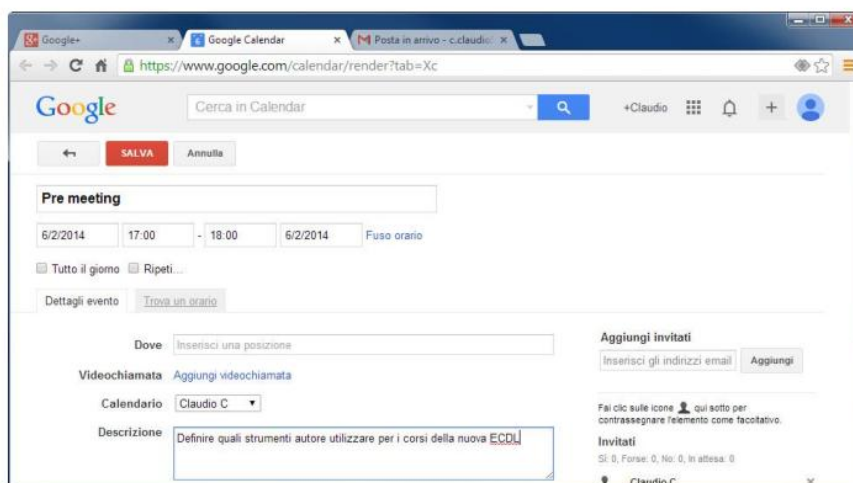 Google+
Google Calendar
Posta in arrivo - c.claudio
https://www.google.com/calendar/render?tab=Xc
Google
Cerca in Calendar
+Claudio
SALVA
Annulla
Pre meeting
6/2/2014 17:00 - 18:00 6/2/2014 Fuso orario
Tutto il giorno Ripeti...
Dettagli evento Trova un orario
Dove Inserisci una posizione
Videochiamata Aggiungi videochiamata
Calendario Claudio C
Descrizione Definire quali strumenti autore utilizzare per i corsi della nuova ECDL
Aggiungi invitati
Inserisci gli indirizzi email Aggiungi
Fai clic sulle icone qui sotto per
contrassegnare l'elemento come facoltativo.
Invitati
Sì: 0, Forse: 0, No: 0, In attesa: 0
Claudio C